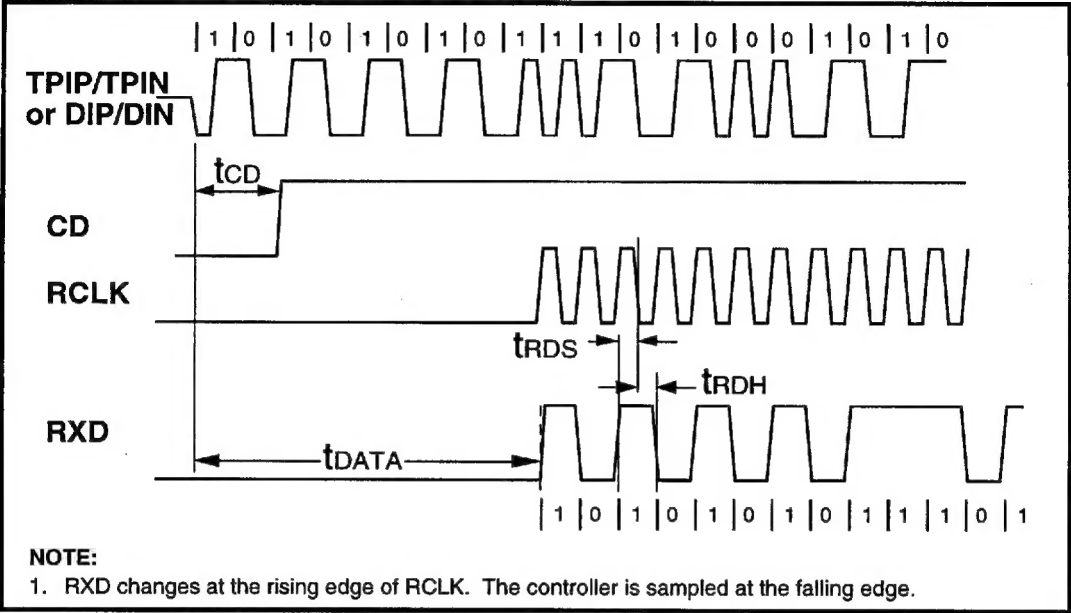 | 1 | 0 | 1 | 0 | 1 | 0 | 1 | 0 | 1 | 1 | 1 | 0 | 1 | 0 | 0 | 0 | 1 | 0 | 1 | 0
TPIP/TPIN
or DIP/DIN
tCD
CD
RCLK
tRDS
tRDH
RXD
tDATA
| 1 | 0 | 1 | 0 | 1 | 0 | 1 | 0 | 1 | 1 | 1 | 0 | 1
NOTE:
1. RXD changes at the rising edge of RCLK. The controller is sampled at the falling edge.